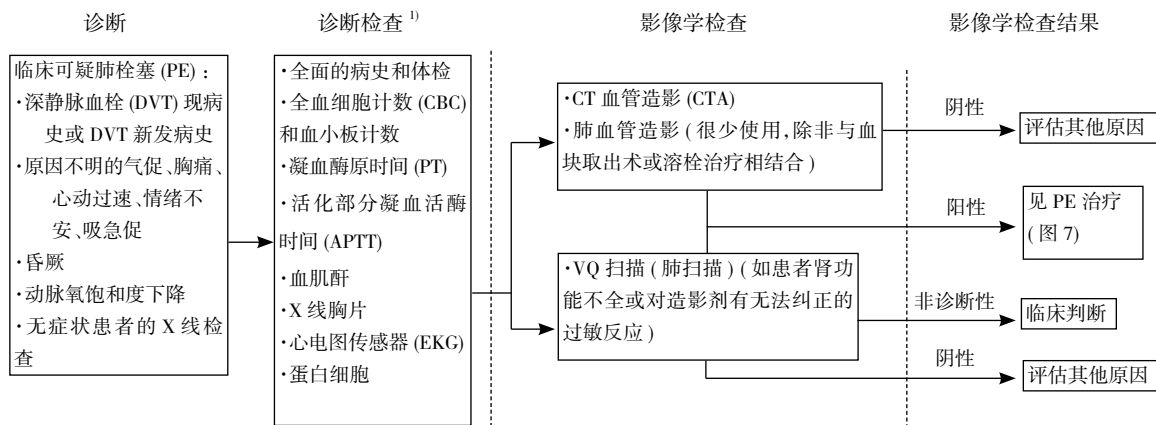 诊断
诊断检查 1)
影像学检查
影像学检查结果
临床可疑肺栓塞 (PE)：
·深静脉血栓 (DVT) 现病
史或 DVT 新发病史
·原因不明的气促、胸痛、
心动过速、情绪不
安、吸急促
·昏厥
·动脉氧饱和度下降
·无症状患者的 X 线检
查
·全面的病史和体检
·全血细胞计数 (CBC)
和血小板计数
·凝血酶原时间 (PT)
·活化部分凝血活酶
时间 (APTT)
·血肌酐
·X 线胸片
·心电图传感器 (EKG)
·蛋白细胞
·CT 血管造影 (CTA)
·肺血管造影 ( 很少使用,除非与血
块取出术或溶栓治疗相结合 )
·VQ 扫描 ( 肺扫描 ) ( 如患者肾功
能不全或对造影剂有无法纠正的
过敏反应 )
阴性
评估其他原因
阳性
见 PE 治疗
( 图 7)
非诊断性
临床判断
阴性
评估其他原因